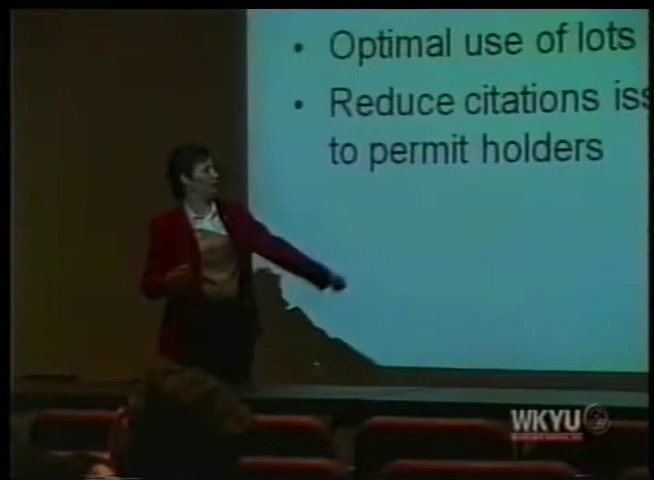 • Optimal use of lots
• Reduce citations iss
to permit holders
WKYU